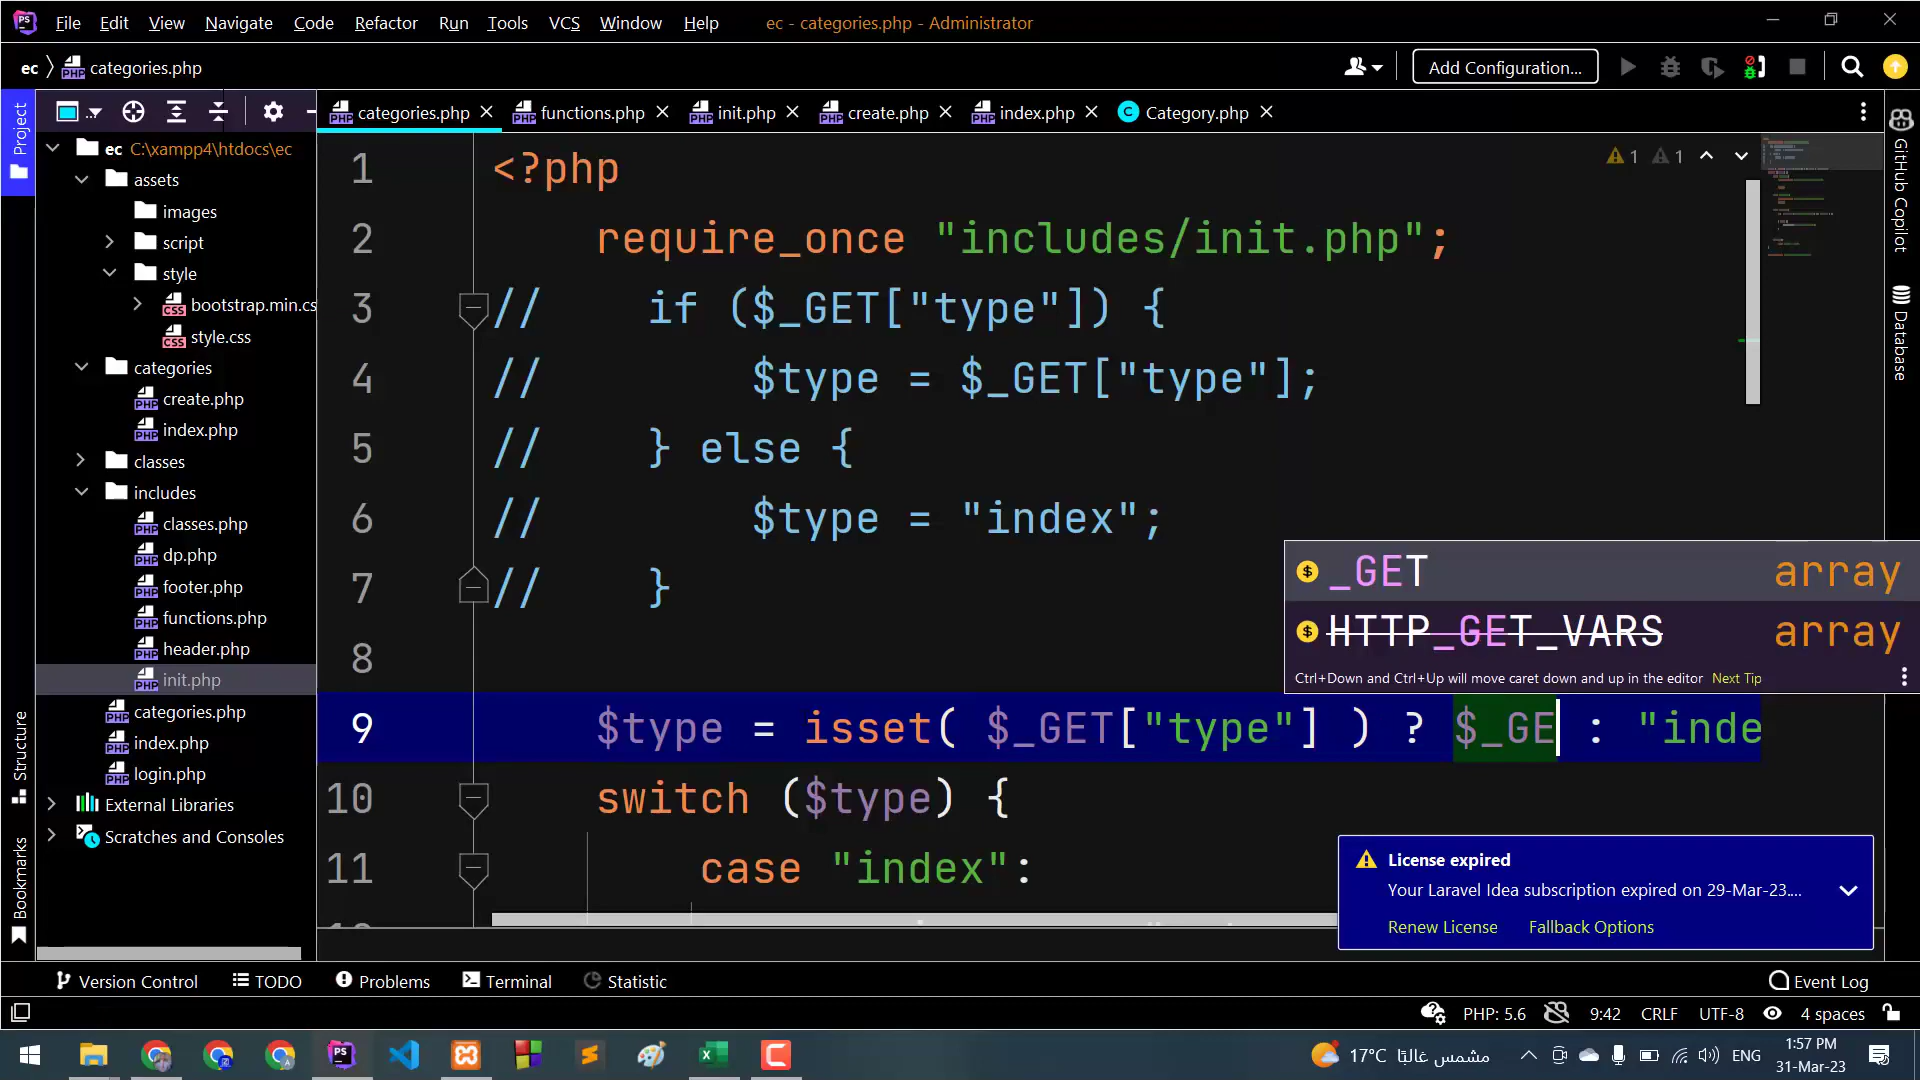 File Edit View Navigate Code Refactor Run Tools VCS Window Help ec - categories.php - Administrator
ec categories.php Add Configuration...
Project
categories.php functions.php init.php create.php index.php Category.php
ec C:\xampp4\htdocs\ec
assets
images
script
style
bootstrap.min.cs
style.css
categories
create.php
index.php
classes
includes
classes.php
dp.php
footer.php
functions.php
header.php
init.php
categories.php
index.php
login.php
External Libraries
Scratches and Consoles
Structure
Bookmarks
1 <?php
2 require_once "includes/init.php";
3 // if ($_GET["type"]) {
4 // $type = $_GET["type"];
5 // } else {
6 // $type = "index";
7 // }
8
9 $type = isset( $_GET["type"] ) ? $_GE : "inde
10 switch ($type) {
11 case "index":
1 1
_GET array
HTTP_GET_VARS array
Ctrl+Down and Ctrl+Up will move caret down and up in the editor Next Tip
License expired
Your Laravel Idea subscription expired on 29-Mar-23....
Renew License Fallback Options
GitHub Copilot
Database
Version Control TODO Problems Terminal Statistic Event Log
PHP: 5.6 9:42 CRLF UTF-8 4 spaces
17°C مشمس غالبًا ENG 1:57 PM
31-Mar-23